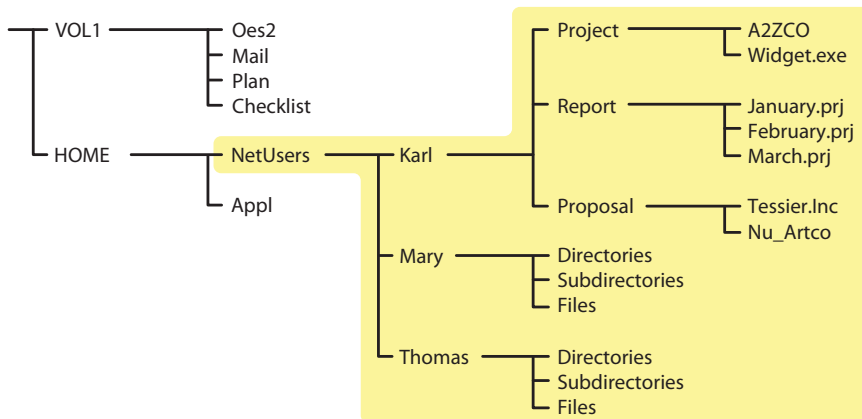 VOL1 Oes2 Project A2ZCO
Mail Widget.exe
Plan
Checklist Report January.prj
February.prj
HOME NetUsers Karl March.prj
Appl Proposal Tessier.Inc
Nu_Artco
Mary Directories
Subdirectories
Files
Thomas Directories
Subdirectories
Files